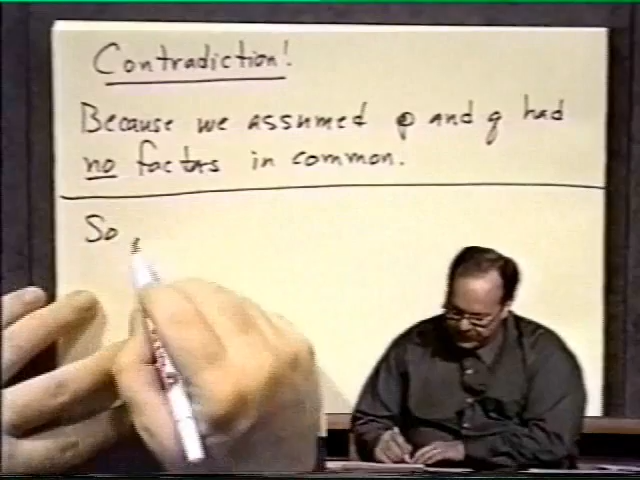 Contradiction!
Because we assumed p and q had
no factors in common.
So